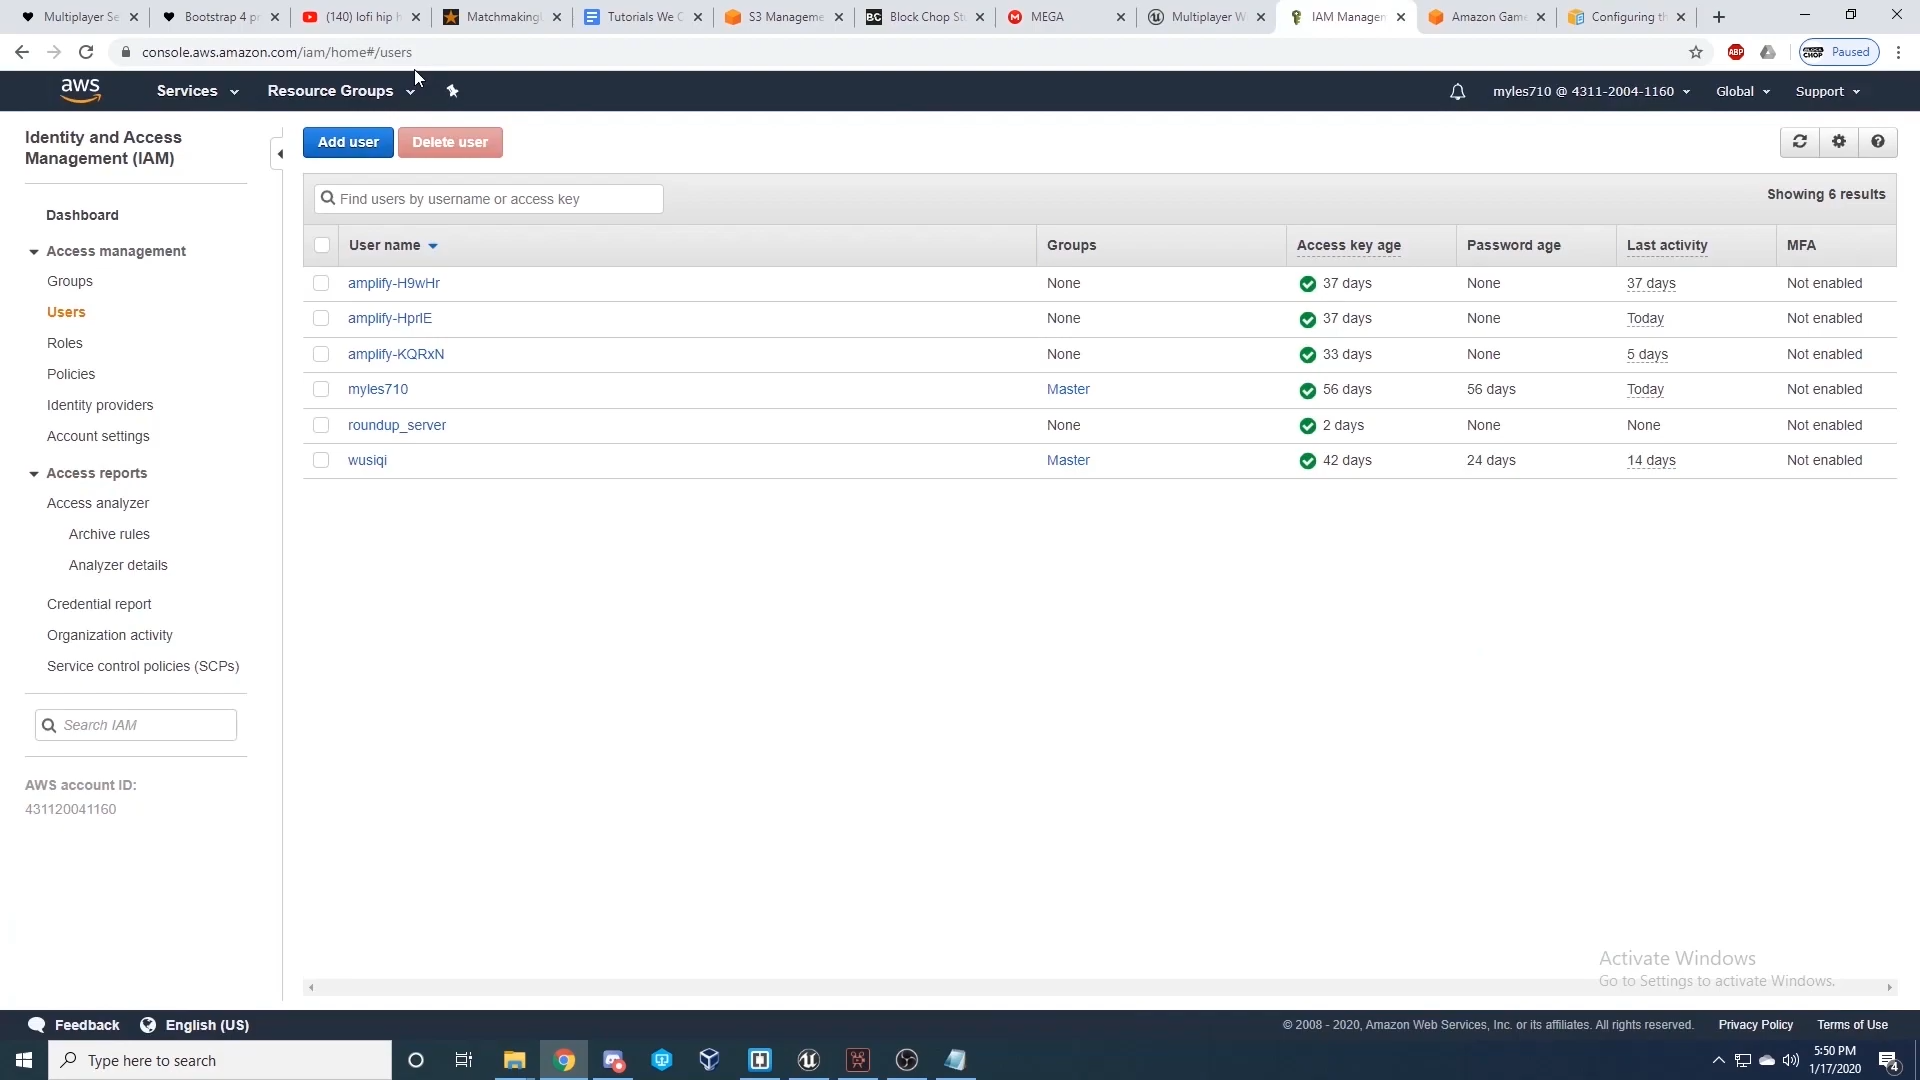 Multiplayer Se
Bootstrap 4 pr
(140) lofi hip h
Matchmaking
Tutorials We C
S3 Manageme
Block Chop St
MEGA
Multiplayer W
IAM Managem
Amazon Game
Configuring th
console.aws.amazon.com/iam/home#/users
ABP
Paused
aws
Services
Resource Groups
myles710 @ 4311-2004-1160
Global
Support
Identity and Access
Management (IAM)
Dashboard
Access management
Groups
Users
Roles
Policies
Identity providers
Account settings
Access reports
Access analyzer
Archive rules
Analyzer details
Credential report
Organization activity
Service control policies (SCPs)
Search IAM
AWS account ID:
431120041160
Add user
Delete user
Find users by username or access key
Showing 6 results
User name Groups Access key age Password age Last activity MFA
amplify-H9wHr None 37 days None 37 days Not enabled
amplify-HprIE None 37 days None Today Not enabled
amplify-KQRxN None 33 days None 5 days Not enabled
myles710 Master 56 days 56 days Today Not enabled
roundup_server None 2 days None None Not enabled
wusiqi Master 42 days 24 days 14 days Not enabled
Activate Windows
Go to Settings to activate Windows.
Feedback
English (US)
© 2008 - 2020, Amazon Web Services, Inc. or its affiliates. All rights reserved.
Privacy Policy
Terms of Use
Type here to search
5:50 PM
1/17/2020
4